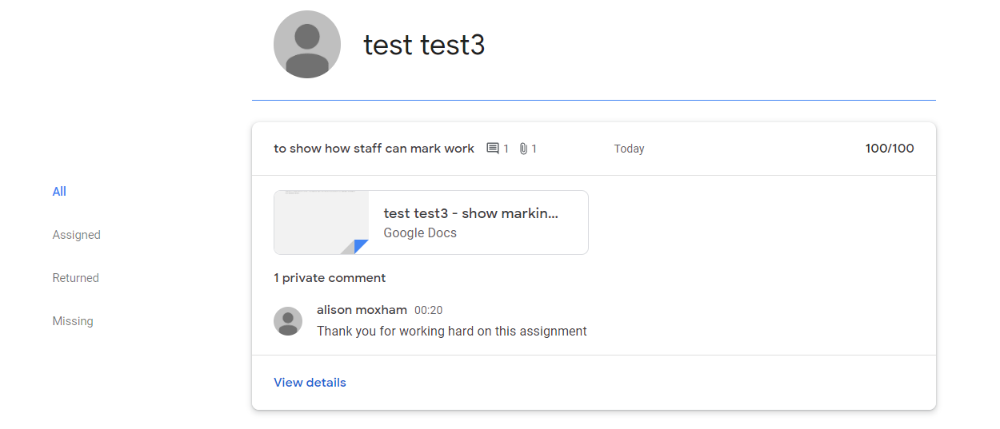 test test3
to show how staff can mark work 1 1 Today 100/100
All
Assigned
Returned
Missing
test test3 - show markin...
Google Docs
1 private comment
alison moxham 00:20
Thank you for working hard on this assignment
View details